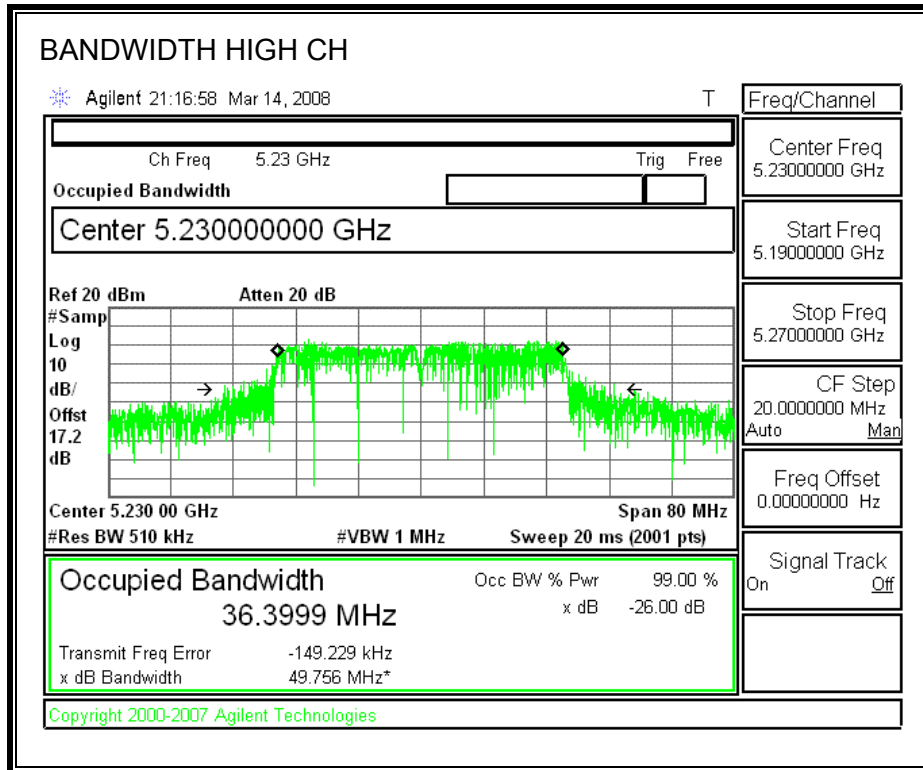 BANDWIDTH HIGH CH
Agilent 21:16:58 Mar 14, 2008 T
Freq/Channel
Ch Freq 5.23 GHz Trig Free
Occupied Bandwidth
Center 5.230000000 GHz
Ref 20 dBm Atten 20 dB
#Samp
Log
10
dB/
Offst
17.2
dB
Center 5.230 00 GHz Span 80 MHz
#Res BW 510 kHz #VBW 1 MHz Sweep 20 ms (2001 pts)
Occupied Bandwidth Occ BW % Pwr 99.00 %
36.3999 MHz x dB -26.00 dB
Transmit Freq Error -149.229 kHz
x dB Bandwidth 49.756 MHz*
Copyright 2000-2007 Agilent Technologies
Center Freq
5.23000000 GHz
Start Freq
5.19000000 GHz
Stop Freq
5.27000000 GHz
CF Step
20.0000000 MHz
Auto Man
Freq Offset
0.00000000 Hz
Signal Track
On Off